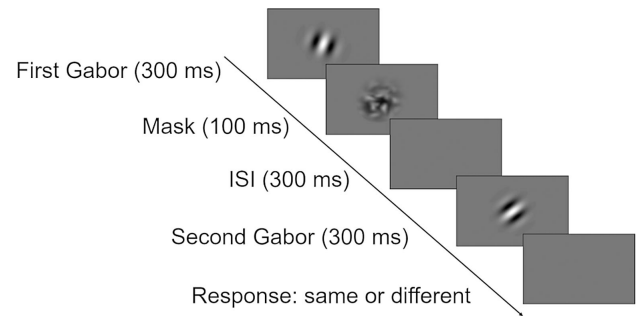 First Gabor (300 ms)
Mask (100 ms)
ISI (300 ms)
Second Gabor (300 ms)
Response: same or different